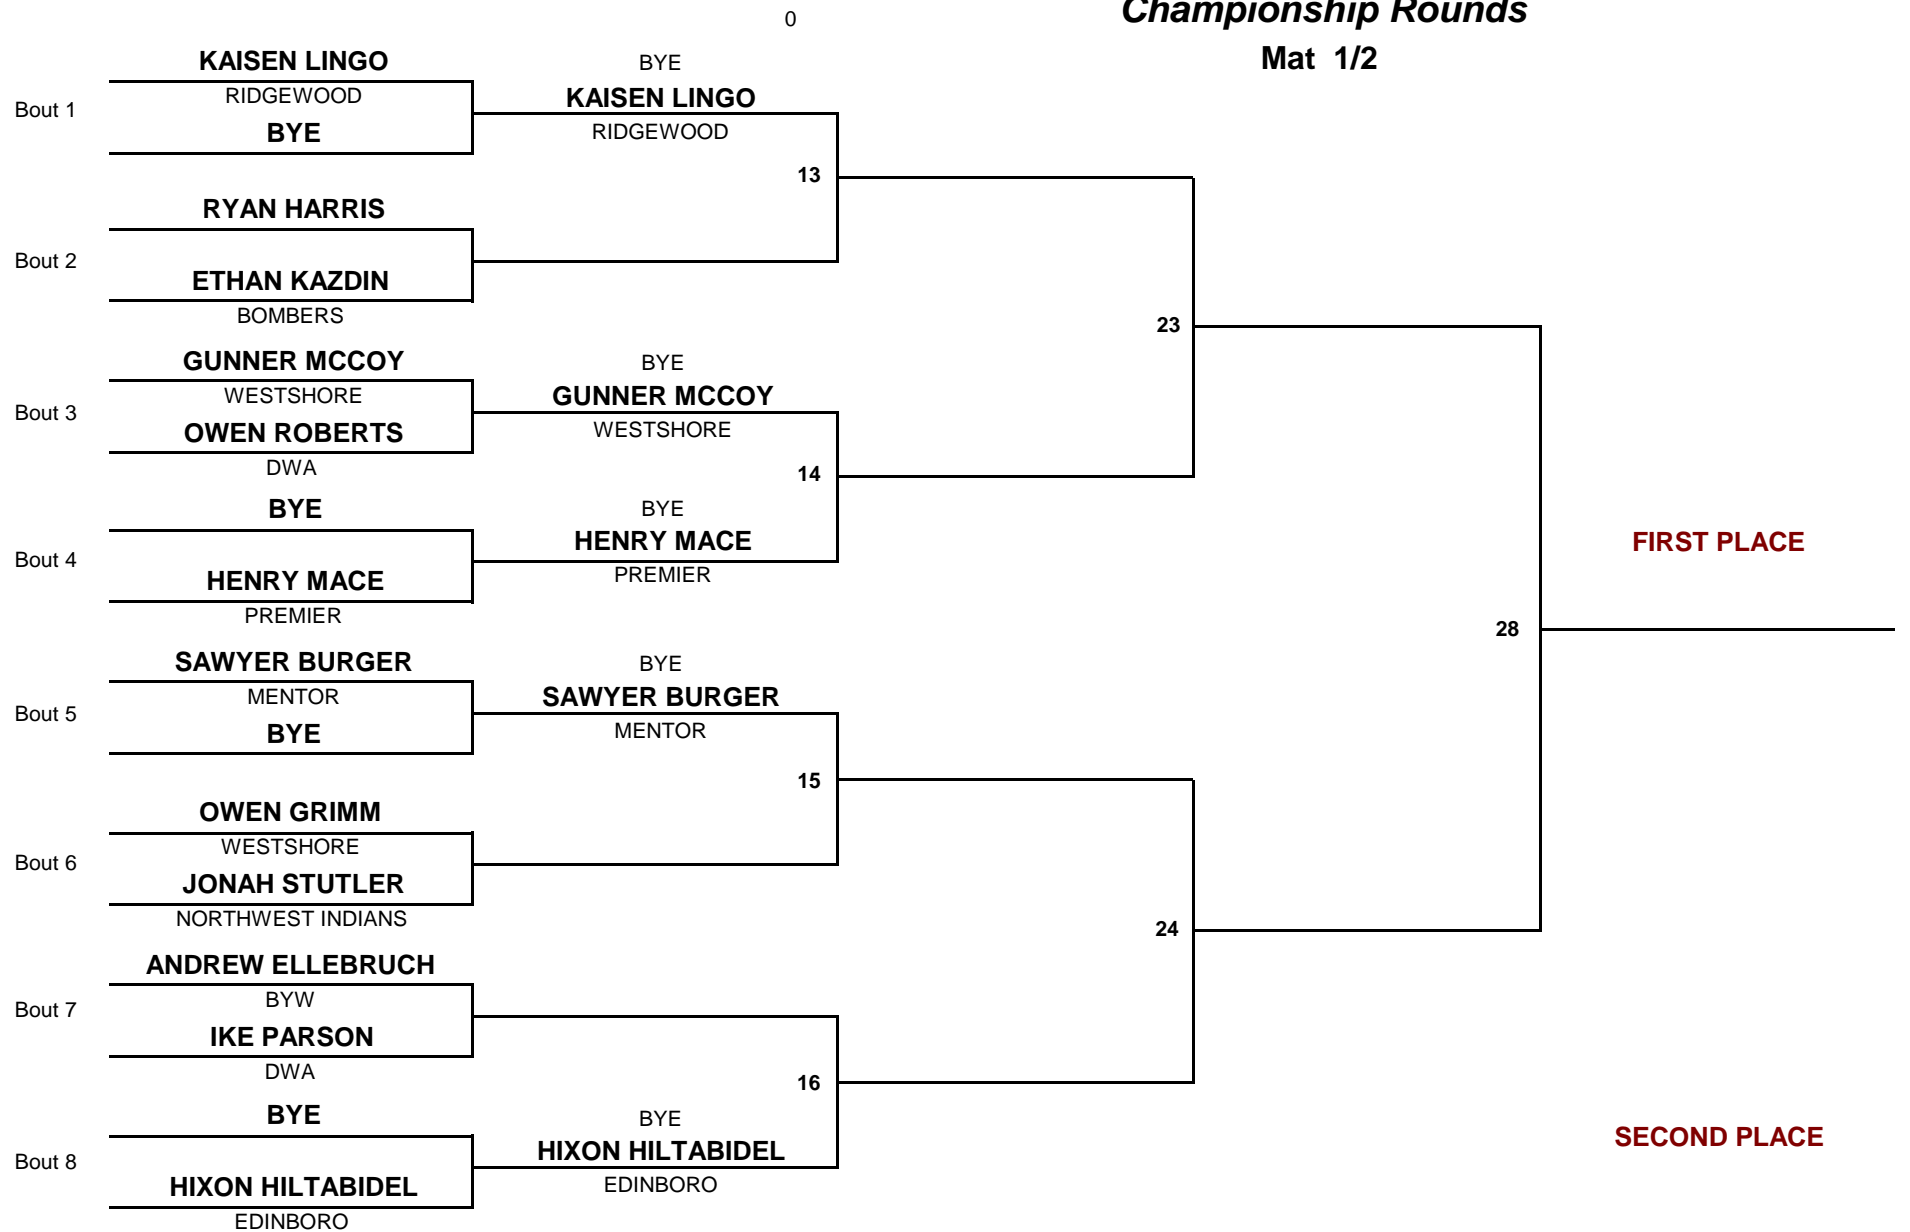 0
Championship Rounds
Mat 1/2
KAISEN LINGO
BYE
Bout 1
RIDGEWOOD
KAISEN LINGO
BYE
RIDGEWOOD
13
RYAN HARRIS
Bout 2
ETHAN KAZDIN
BOMBERS
23
GUNNER MCCOY
BYE
Bout 3
WESTSHORE
GUNNER MCCOY
OWEN ROBERTS
WESTSHORE
DWA
14
BYE
BYE
HENRY MACE
FIRST PLACE
Bout 4
HENRY MACE
PREMIER
PREMIER
28
SAWYER BURGER
BYE
Bout 5
MENTOR
SAWYER BURGER
BYE
MENTOR
15
OWEN GRIMM
WESTSHORE
Bout 6
JONAH STUTLER
NORTHWEST INDIANS
24
ANDREW ELLEBRUCH
Bout 7
BYW
IKE PARSON
DWA
16
BYE
BYE
SECOND PLACE
HIXON HILTABIDEL
Bout 8
HIXON HILTABIDEL
EDINBORO
EDINBORO